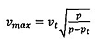 v_max = v_t √(p / (p−p_t))